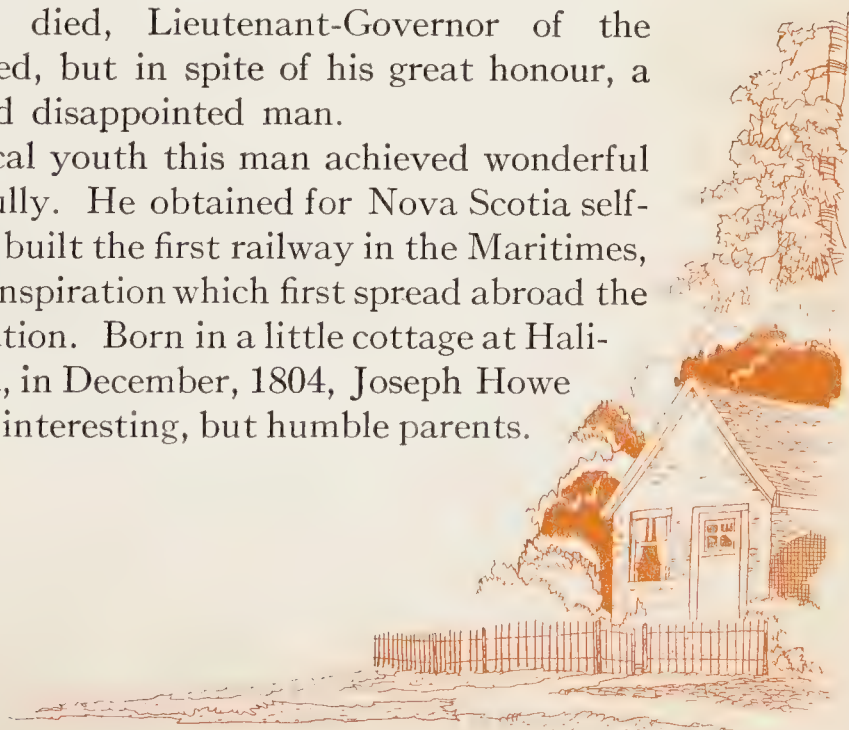 died, Lieutenant-Governor of the
ed, but in spite of his great honour, a
d disappointed man.
cal youth this man achieved wonderful
ully. He obtained for Nova Scotia self-
built the first railway in the Maritimes,
nspiration which first spread abroad the
tion. Born in a little cottage at Hali-
, in December, 1804, Joseph Howe
interesting, but humble parents.